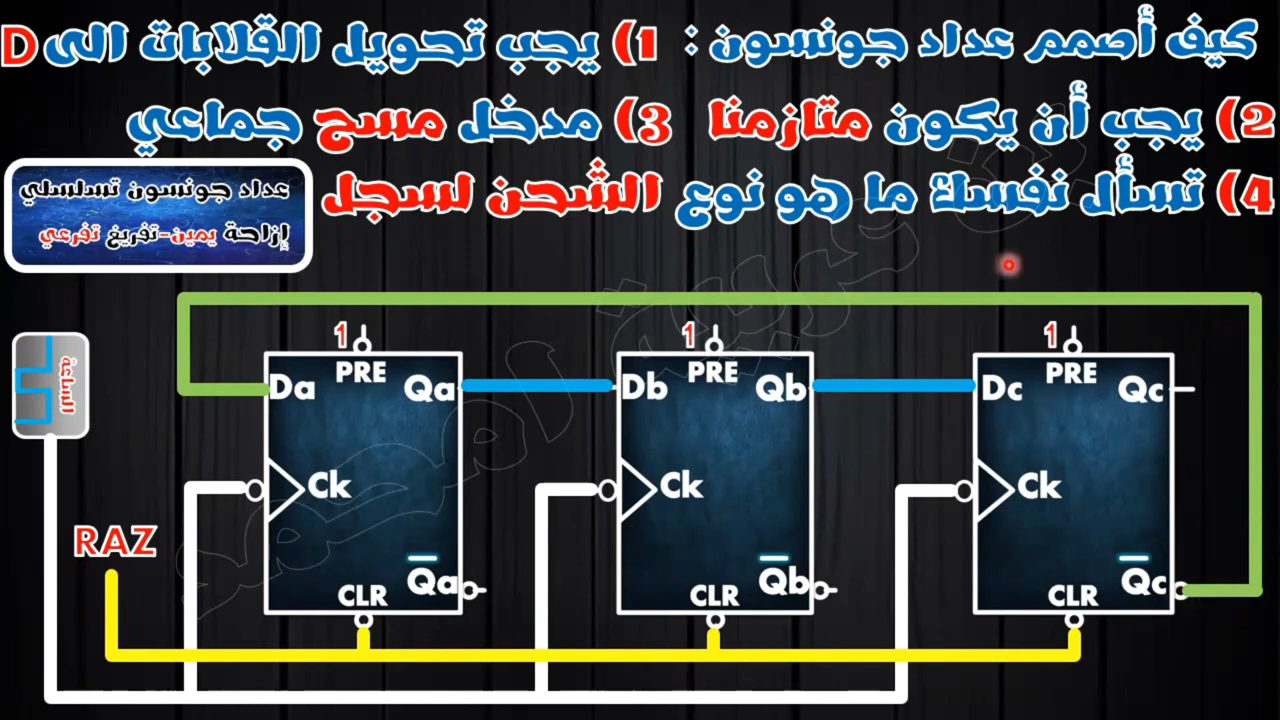 كيف أصمم عداد جونسون : 1) يجب تحويل القلابات الى D
2) يجب أن يكون متازمنا 3) مدخل مسح جماعي
4) تسأل نفسك ما هو نوع الشحن لسجل
عداد جونسون تسلسلي
إزاحة يمين-تفريغ تفرعي
الساعة
1
PRE
Da
Qa
Ck
CLR
Qa
1
PRE
Db
Qb
Ck
CLR
Qb
1
PRE
Dc
Qc
Ck
CLR
Qc
RAZ